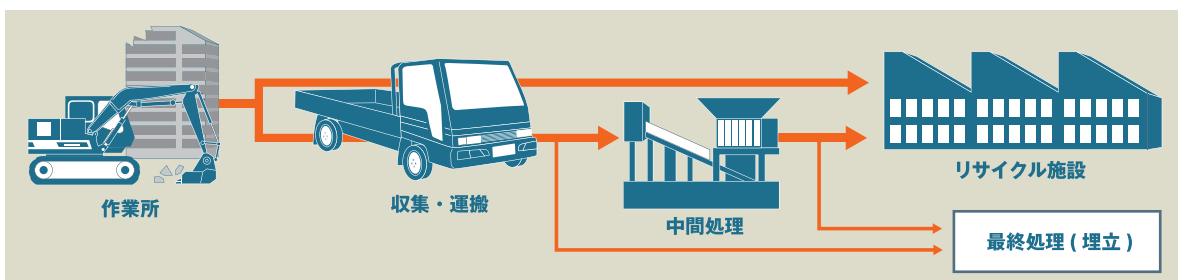 作業所
収集・運搬
中間処理
リサイクル施設
最終処理 ( 埋立 )